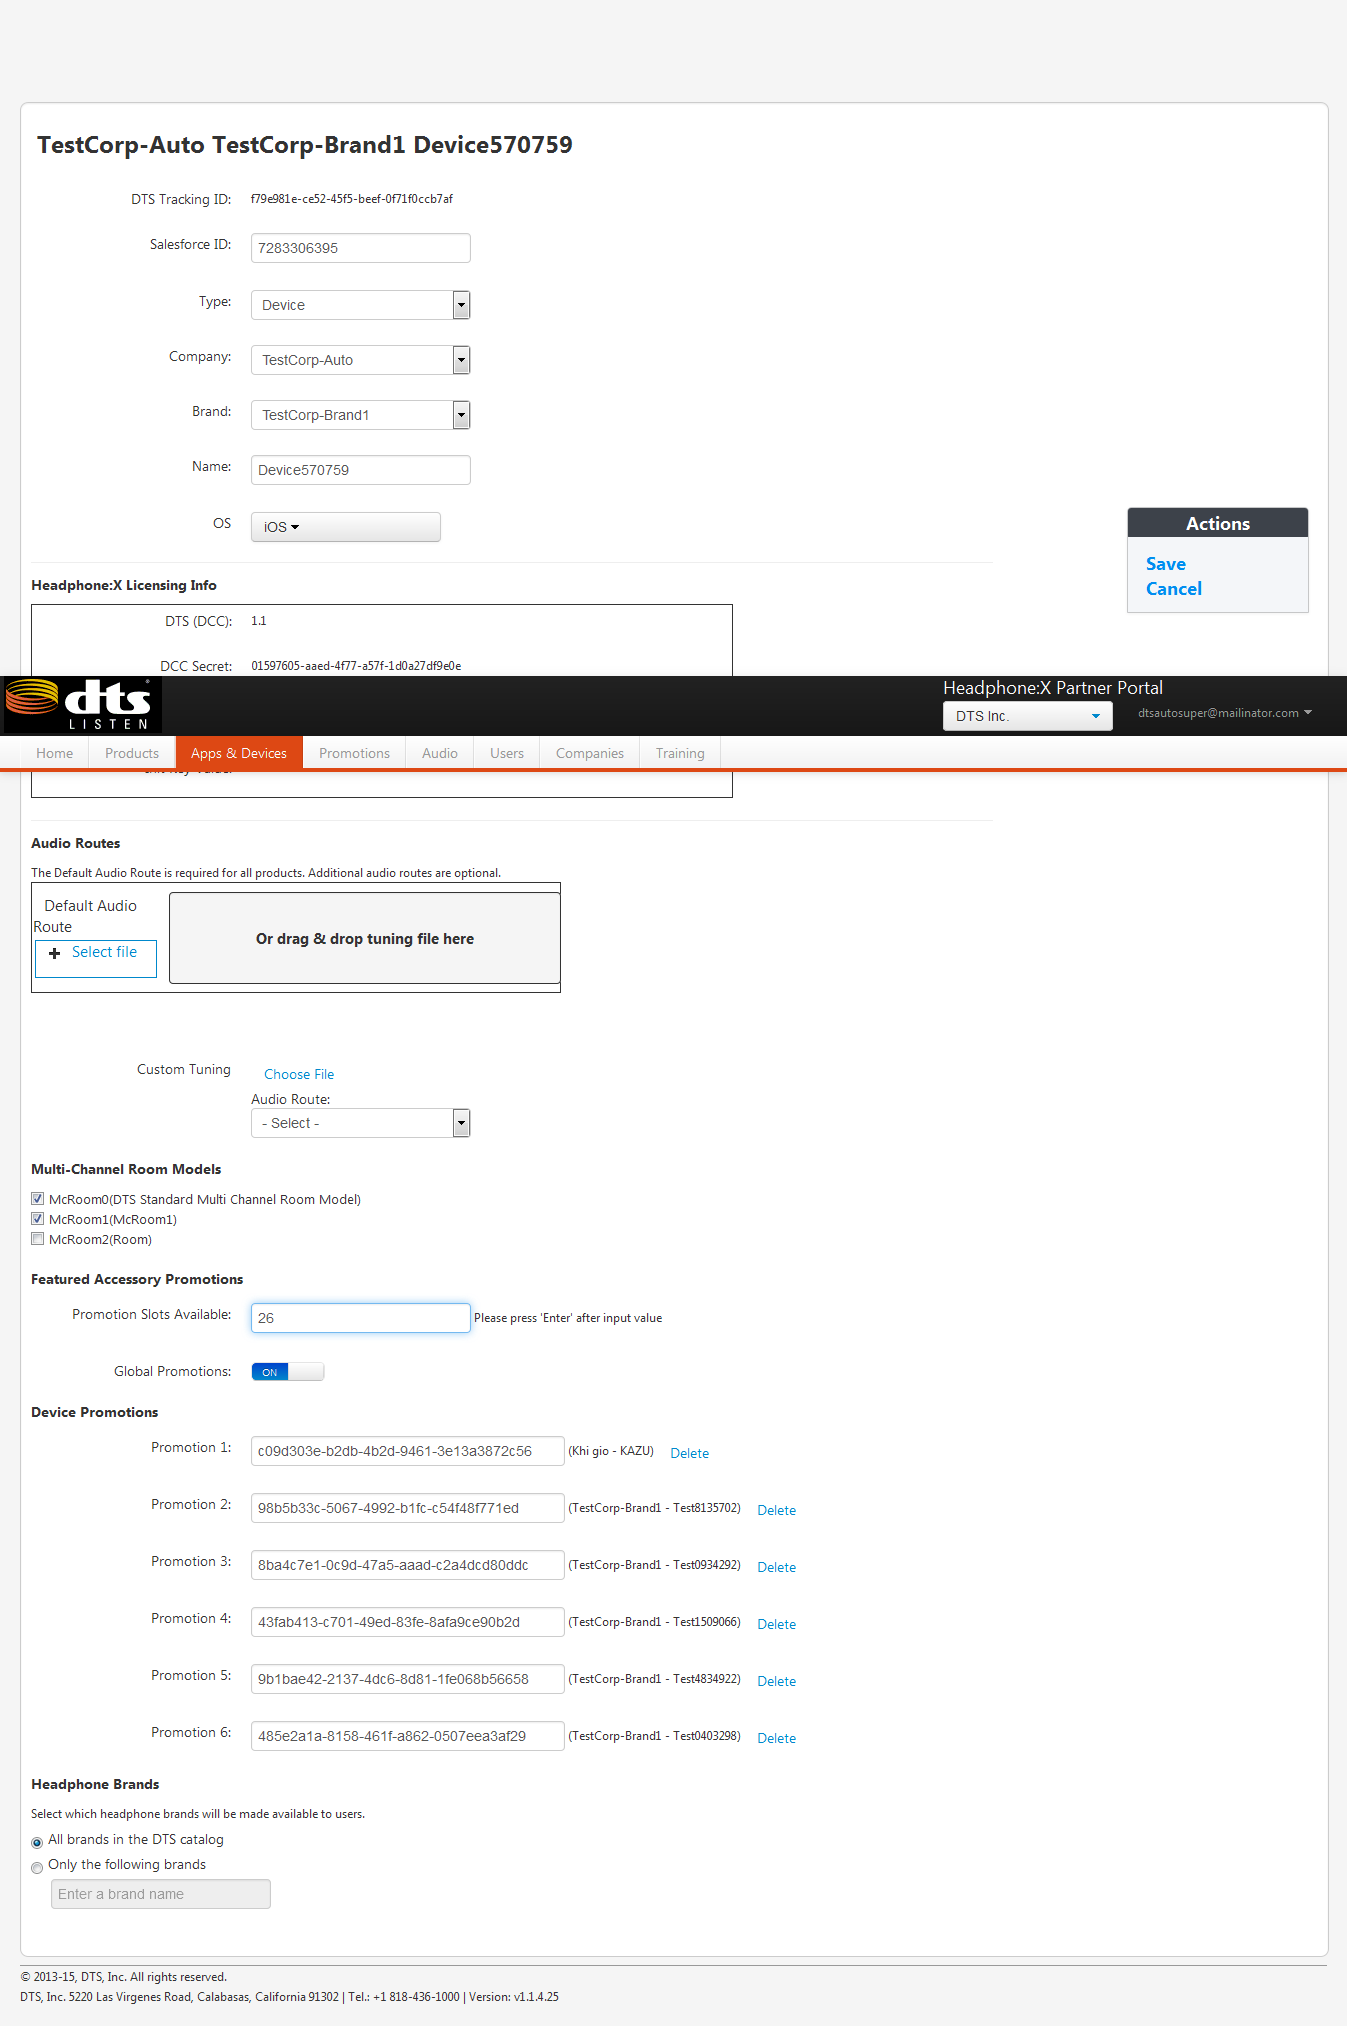 TestCorp-Auto TestCorp-Brand1 Device570759
DTS Tracking ID: f79e981e-ce52-45f5-beef-0f71f0ccb7af
Salesforce ID: 7283306395
Type: Device
Company: TestCorp-Auto
Brand: TestCorp-Brand1
Name: Device570759
OS iOS
Actions
Save
Cancel
Headphone:X Licensing Info
DTS (DCC): 1.1
DCC Secret: 01597605-aaed-4f77-a57f-1d0a27df9e0e
dts
LISTEN
Headphone:X Partner Portal
DTS Inc. dtsautosuper@mailinator.com
Home Products Apps & Devices Promotions Audio Users Companies Training
Audio Routes
The Default Audio Route is required for all products. Additional audio routes are optional.
Default Audio
Route
Select file
Or drag & drop tuning file here
Custom Tuning Choose File
Audio Route:
- Select -
Multi-Channel Room Models
McRoom0(DTS Standard Multi Channel Room Model)
McRoom1(McRoom1)
McRoom2(Room)
Featured Accessory Promotions
Promotion Slots Available: 26 Please press 'Enter' after input value
Global Promotions: ON
Device Promotions
Promotion 1: c09d303e-b2db-4b2d-9461-3e13a3872c56 (Khi gio - KAZU) Delete
Promotion 2: 98b5b33c-5067-4992-b1fc-c54f48f771ed (TestCorp-Brand1 - Test8135702) Delete
Promotion 3: 8ba4c7e1-0c9d-47a5-aaad-c2a4dcd80ddc (TestCorp-Brand1 - Test0934292) Delete
Promotion 4: 43fab413-c701-49ed-83fe-8afa9ce90b2d (TestCorp-Brand1 - Test1509066) Delete
Promotion 5: 9b1bae42-2137-4dc6-8d81-1fe068b56658 (TestCorp-Brand1 - Test4834922) Delete
Promotion 6: 485e2a1a-8158-461f-a862-0507eea3af29 (TestCorp-Brand1 - Test0403298) Delete
Headphone Brands
Select which headphone brands will be made available to users.
All brands in the DTS catalog
Only the following brands
Enter a brand name
© 2013-15, DTS, Inc. All rights reserved.
DTS, Inc. 5220 Las Virgenes Road, Calabasas, California 91302 | Tel.: +1 818-436-1000 | Version: v1.1.4.25